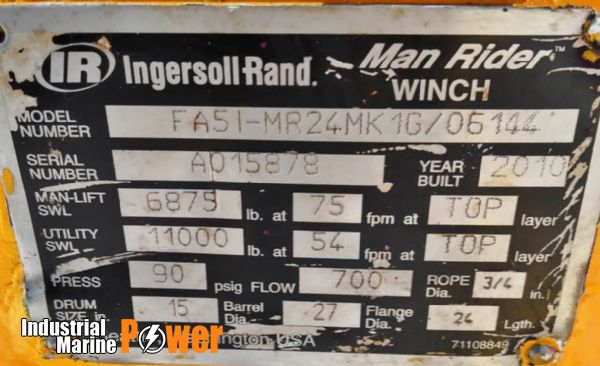 IR Ingersoll-Rand. Man Rider™
WINCH
MODEL NUMBER FA5I-MR24MK1G/06144
SERIAL NUMBER A015878 YEAR BUILT 2010
MAN-LIFT SWL 6875 lb. at 75 fpm at TOP layer
UTILITY SWL 11000 lb. at 54 fpm at TOP layer
PRESS 90 psig FLOW 700 ROPE Dia. 3/4 in.
DRUM SIZE in. 15 Barrel Dia. 27 Flange Dia. 24 Lgth.
USA 71108849
Industrial Marine Power